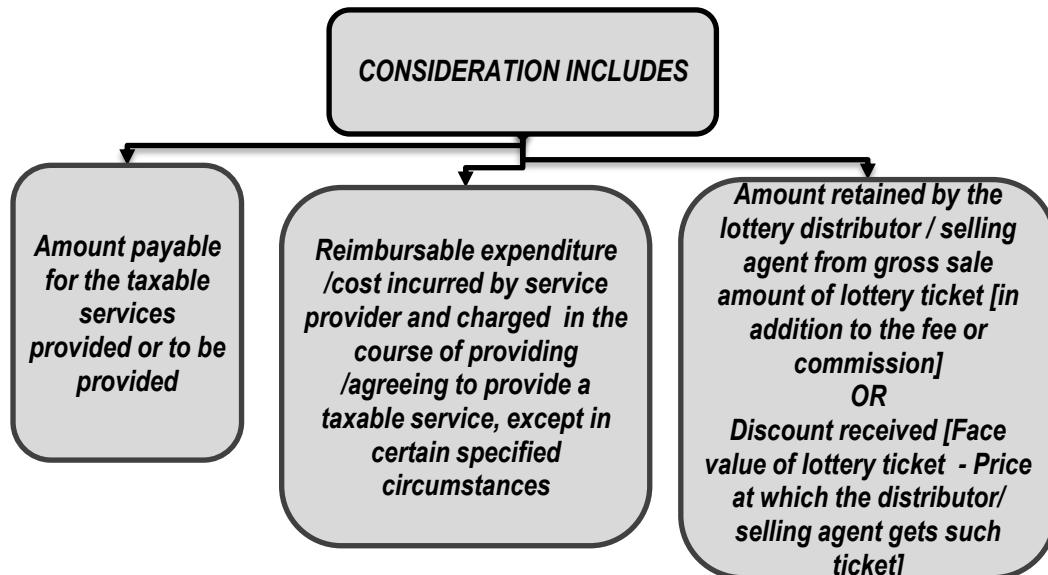 CONSIDERATION INCLUDES
Amount payable
for the taxable
services
provided or to be
provided
Reimbursable expenditure
/cost incurred by service
provider and charged in the
course of providing
/agreeing to provide a
taxable service, except in
certain specified
circumstances
Amount retained by the
lottery distributor / selling
agent from gross sale
amount of lottery ticket [in
addition to the fee or
commission]
OR
Discount received [Face
value of lottery ticket - Price
at which the distributor/
selling agent gets such
ticket]